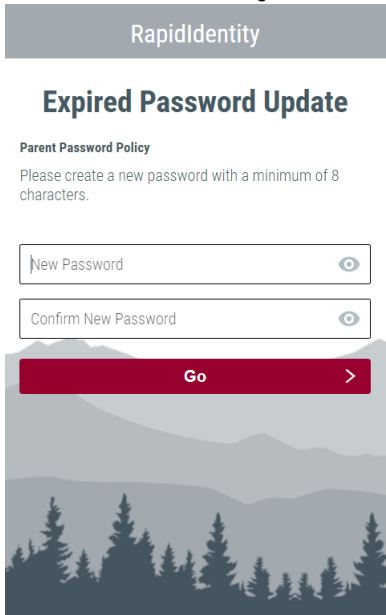 RapidIdentity
Expired Password Update
Parent Password Policy
Please create a new password with a minimum of 8
characters.
New Password
Confirm New Password
Go